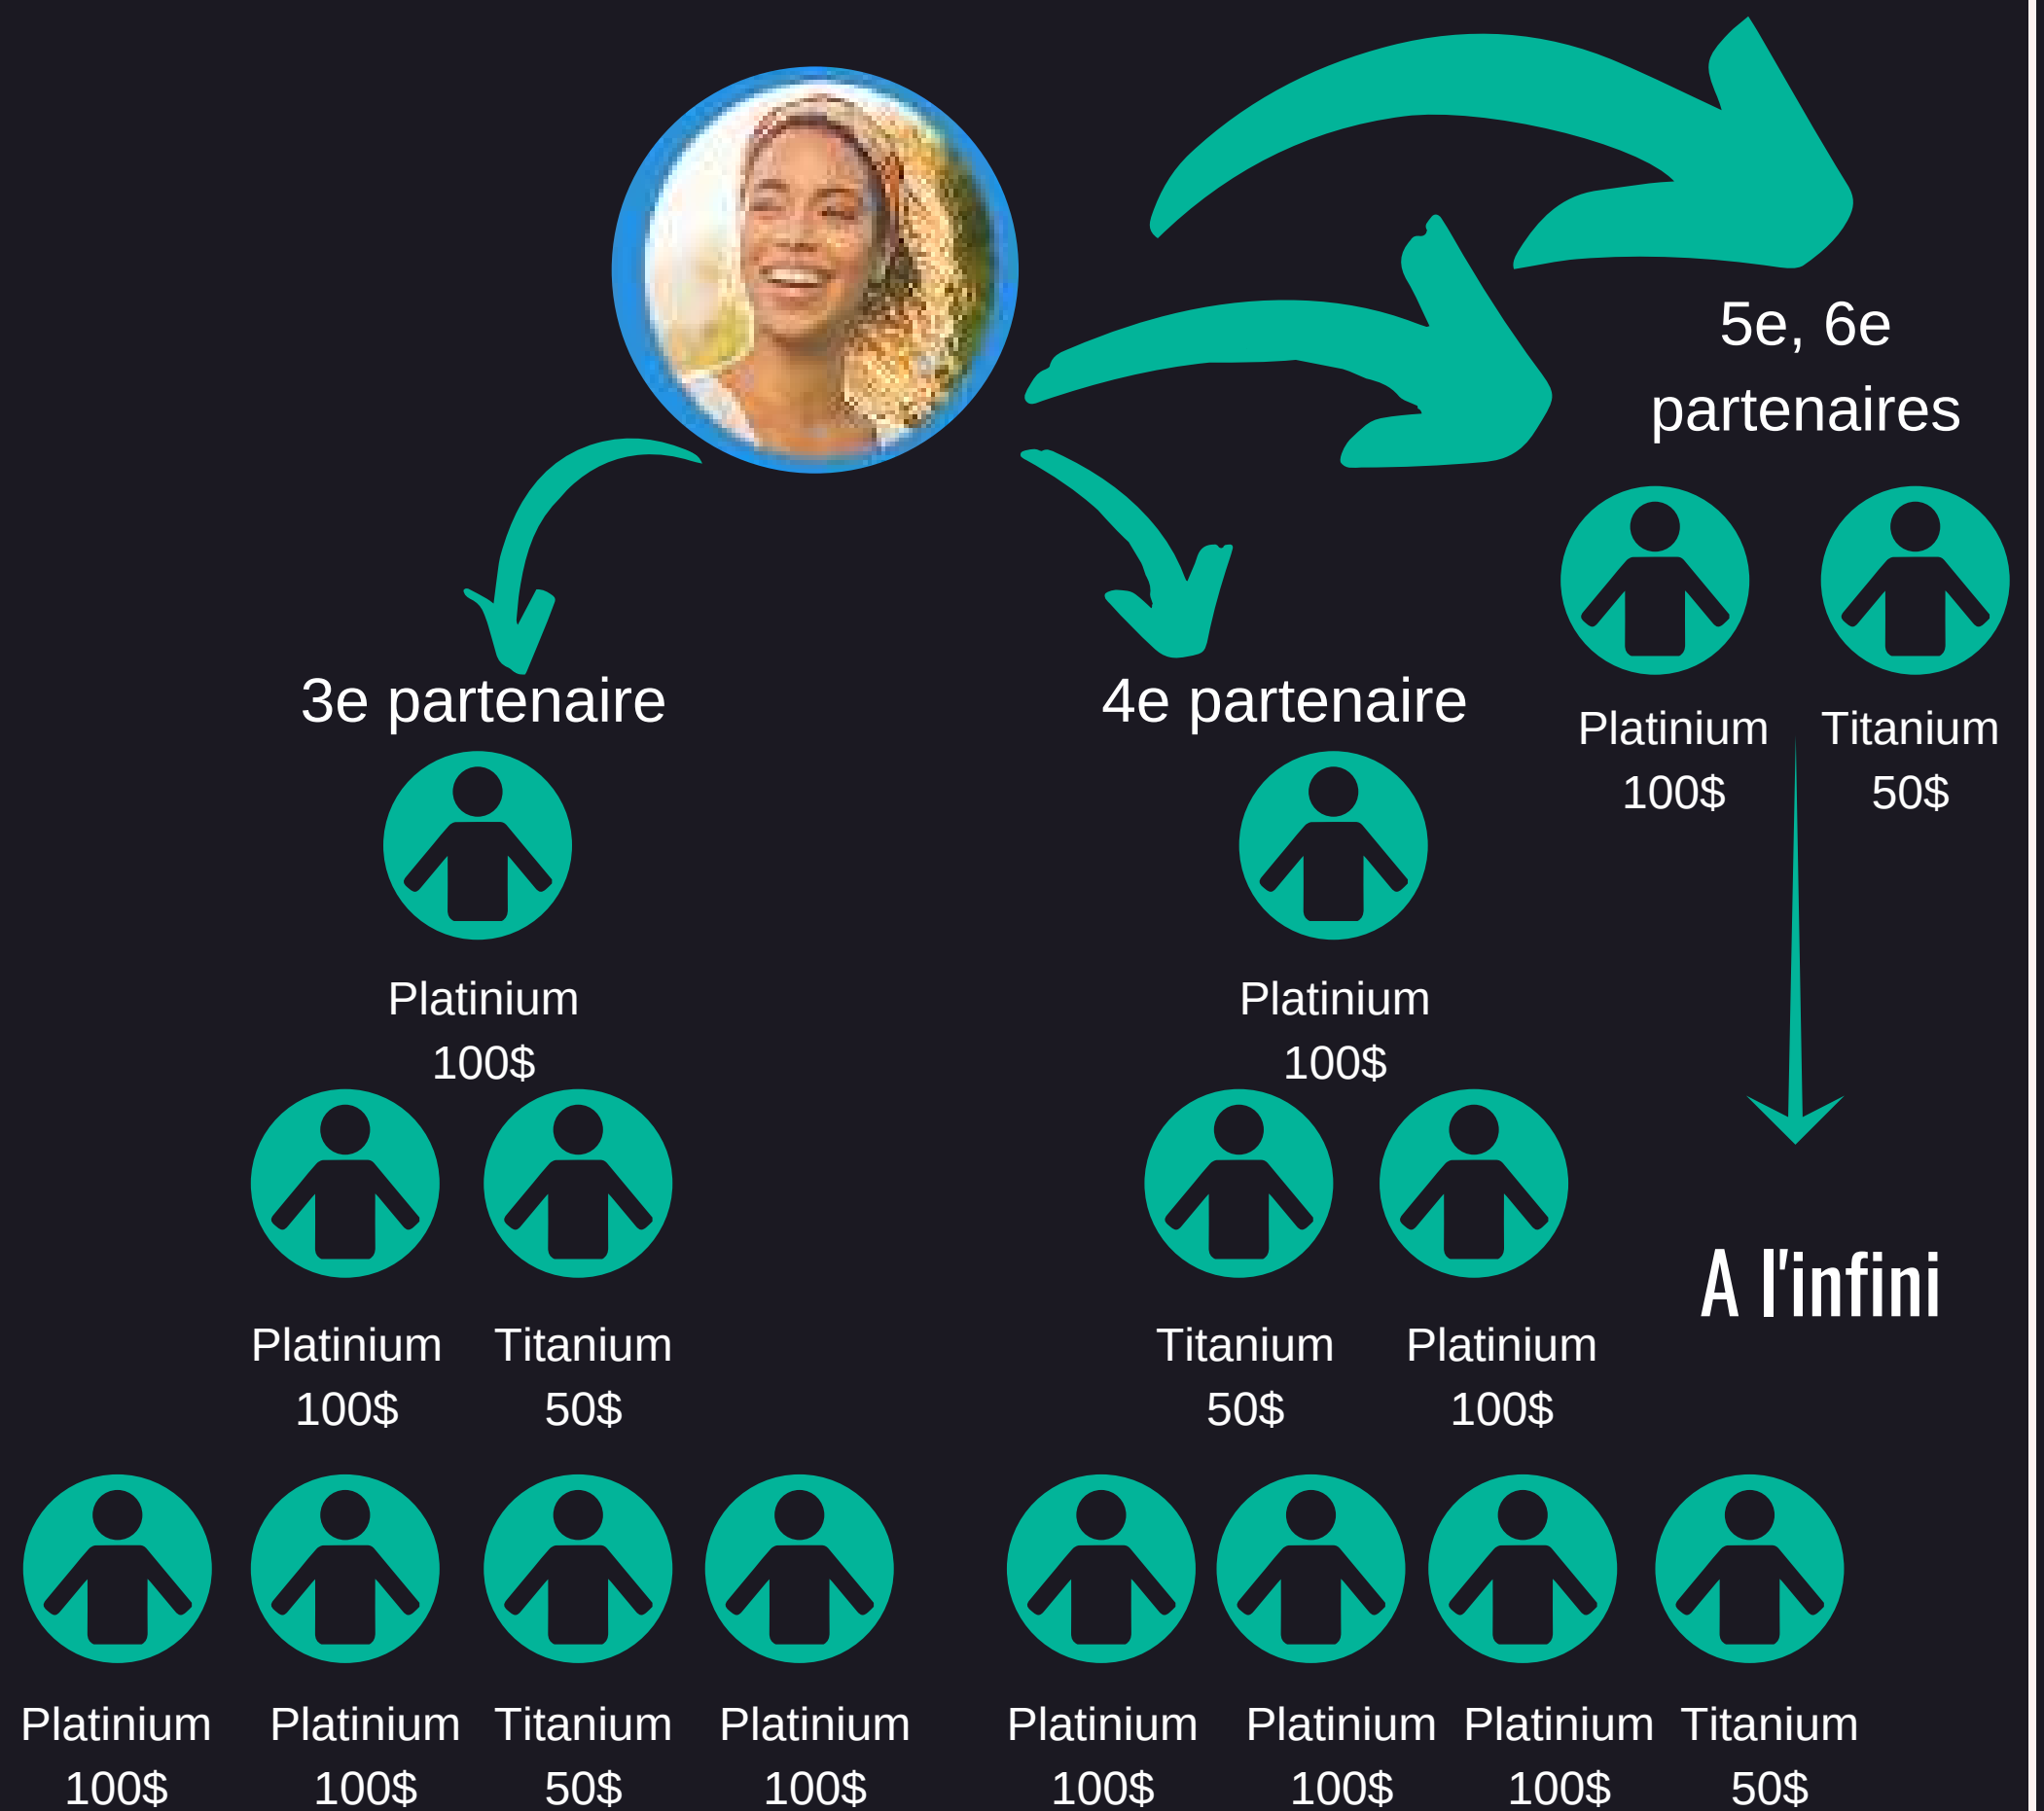 5e, 6e
partenaires
Platinium Titanium
100$ 50$
3e partenaire 4e partenaire
Platinium Platinium
100$ 100$
A l'infini
Platinium Titanium Titanium Platinium
100$ 50$ 50$ 100$
Platinium Platinium Titanium Platinium Platinium Platinium Platinium Titanium
100$ 100$ 50$ 100$ 100$ 100$ 100$ 50$